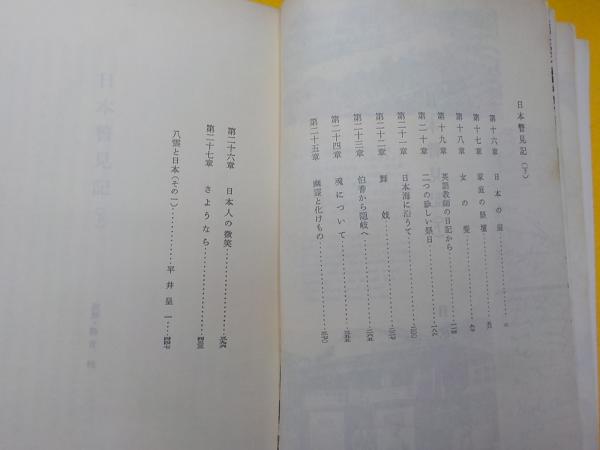 日本瞥見記(下)
第十六章 日本の庭
第十七章 家庭の祭壇
第十八章 女の髪
第十九章 英語教師の日記から
第二十章 二つの珍しい祭日
第二十一章 日本海に沿うて
第二十二章 舞妓
第二十三章 伯耆から隠岐へ
第二十四章 魂について
第二十五章 幽霊と化けもの
第二十六章 日本人の微笑
第二十七章 さようなら
八雲と日本(その一) 平井呈一
日本瞥見記